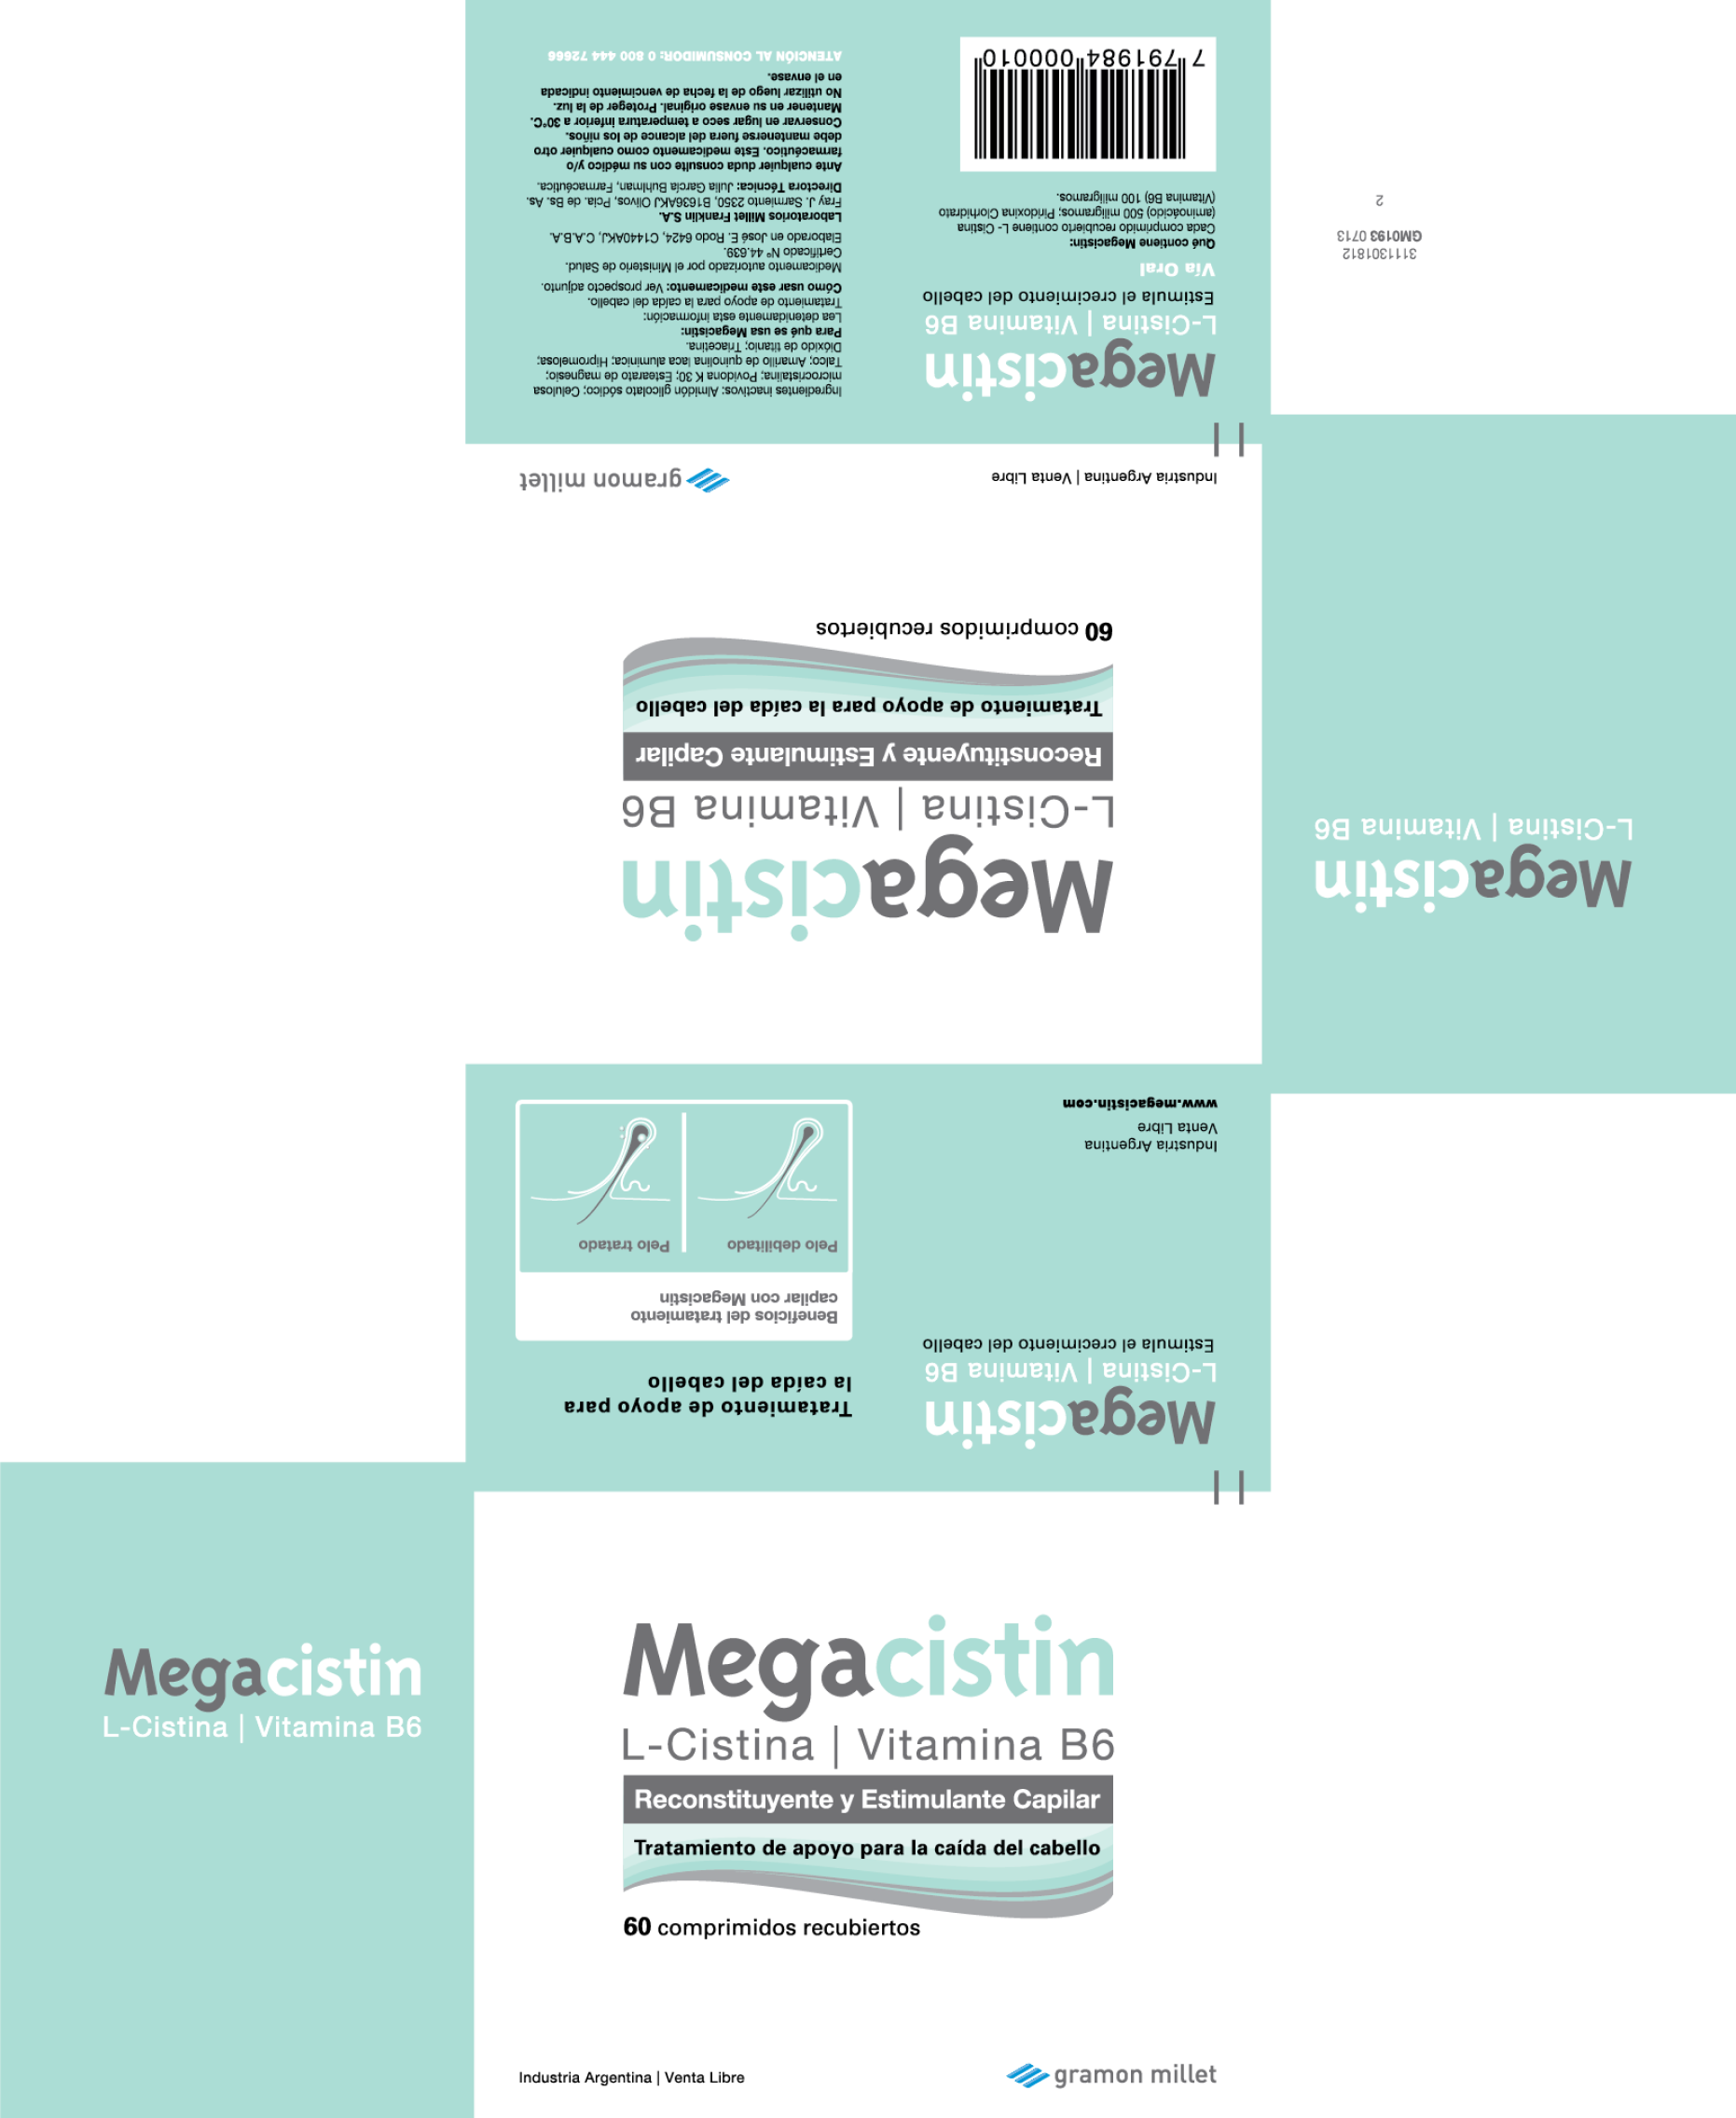 Megacistin
L-Cistina | Vitamina B6
Estimula el crecimiento del cabello
Vía Oral
Qué contiene Megacistin:
Cada comprimido recubierto contiene L- Cistina
(aminoácido) 500 miligramos; Piridoxina Clorhidrato
(Vitamina B6) 100 miligramos.
7 791984 000010
Ingredientes inactivos: Almidón glicolato sódico; Celulosa
microcristalina; Povidona K 30; Estearato de magnesio;
Talco; Amarillo de quinolina laca alumínica; Hipromelosa;
Dióxido de titanio; Triacetina.
Para qué se usa Megacistin:
Lea detenidamente esta información:
Tratamiento de apoyo para la caída del cabello.
Cómo usar este medicamento: Ver prospecto adjunto.
Medicamento autorizado por el Ministerio de Salud.
Certificado Nº 44.639.
Elaborado en José E. Rodo 6424, C1440AKJ, C.A.B.A.
Laboratorios Millet Franklin S.A.
Fray J. Sarmiento 2350, B1636AKJ Olivos, Pcia. de Bs. As.
Directora Técnica: Julia García Buhlman, Farmacéutica.
Ante cualquier duda consulte con su médico y/o
farmacéutico. Este medicamento como cualquier otro
debe mantenerse fuera del alcance de los niños.
Conservar en lugar seco a temperatura inferior a 30°C.
Mantener en su envase original. Proteger de la luz.
No utilizar luego de la fecha de vencimiento indicada
en el envase.
ATENCIÓN AL CONSUMIDOR: 0 800 444 72666
3111301812
GM0193 0713
2
Megacistin
L-Cistina | Vitamina B6
Reconstituyente y Estimulante Capilar
Tratamiento de apoyo para la caída del cabello
60 comprimidos recubiertos
Industria Argentina | Venta Libre
gramon millet
Megacistin
L-Cistina | Vitamina B6
Megacistin
L-Cistina | Vitamina B6
Estimula el crecimiento del cabello
Industria Argentina
Venta Libre
www.megacistin.com
Tratamiento de apoyo para
la caída del cabello
Beneficios del tratamiento
capilar con Megacistin
Pelo debilitado
Pelo tratado
Megacistin
L-Cistina | Vitamina B6
Megacistin
L-Cistina | Vitamina B6
Reconstituyente y Estimulante Capilar
Tratamiento de apoyo para la caída del cabello
60 comprimidos recubiertos
Industria Argentina | Venta Libre
gramon millet